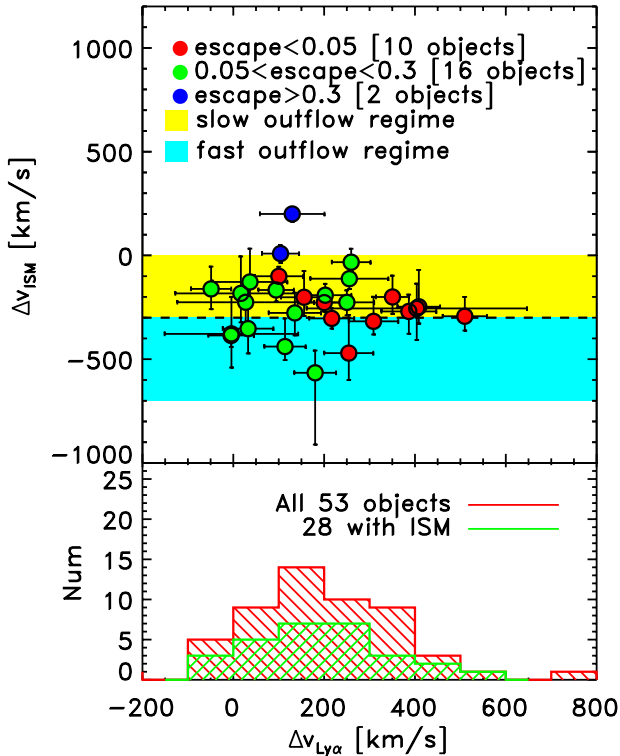 1000
escape<0.05 [10 objects]
0.05<escape<0.3 [16 objects]
escape>0.3 [2 objects]
slow outflow regime
500
fast outflow regime
Δv_ISM [km/s]
0
−500
−1000
25
All 53 objects
20
28 with ISM
15
Num
10
5
0
−200 0 200 400 600 800
Δv_Lyα [km/s]